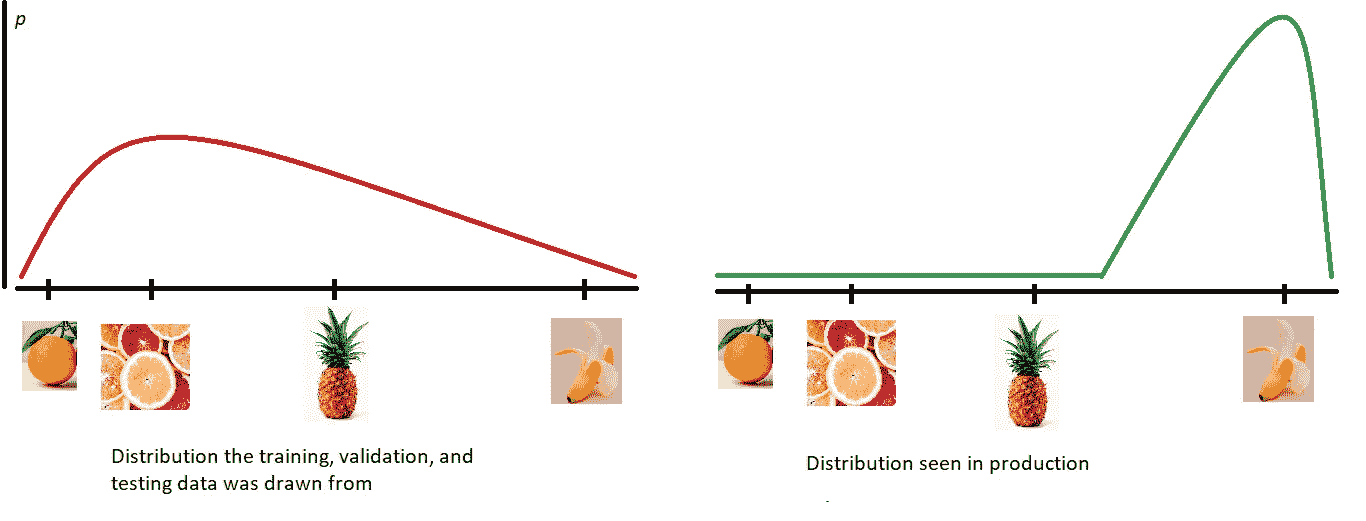 p
Distribution the training, validation, and
testing data was drawn from
Distribution seen in production